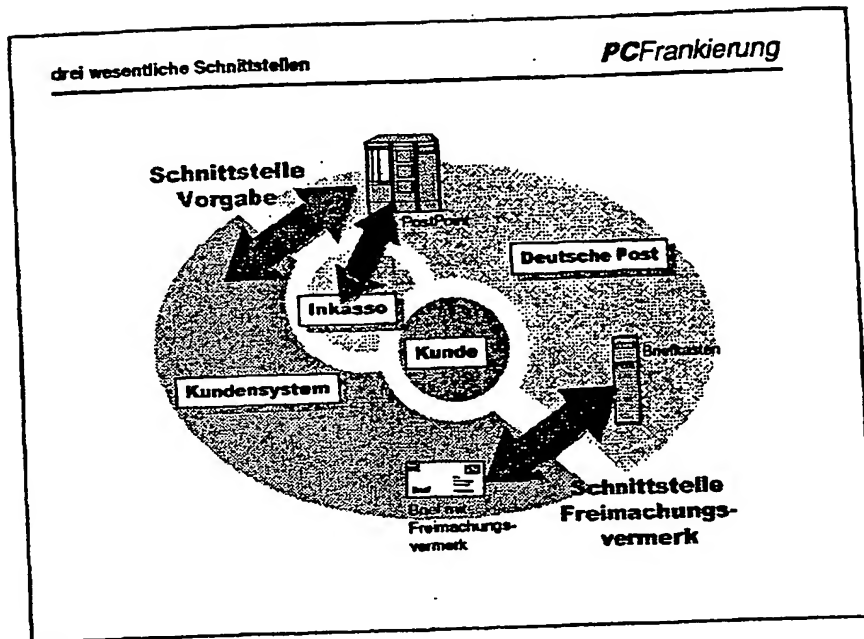 drei wesentliche Schnittstellen
PCFrankierung
Schnittstelle
Vorgabe
PostPoint
Deutsche Post
Inkasso
Kunde
Briefkasten
Kundensystem
Brief
Brief mit
Freimachungs-
vermerk
Schnittstelle
Freimachungs-
vermerk